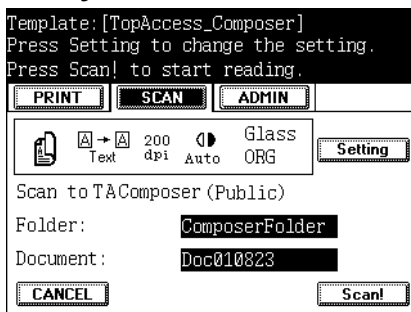 Template:[TopAccess_Composer]
Press Setting to change the setting.
Press Scan! to start reading.
PRINT SCAN ADMIN
A → A 200 Glass
Text dpi Auto ORG Setting
Scan to TAComposer (Public)
Folder: ComposerFolder
Document: Doc010823
CANCEL Scan!